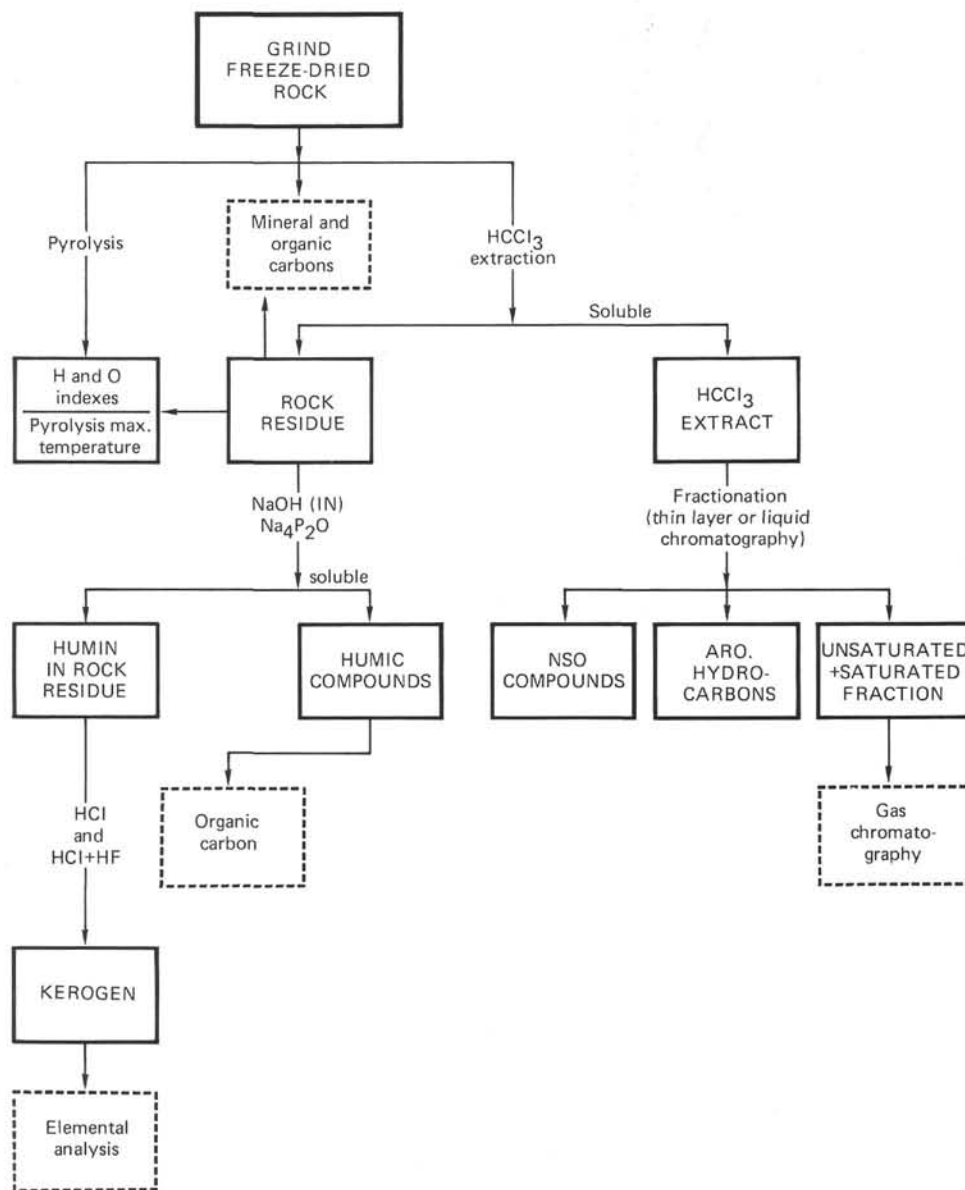 GRIND
FREEZE-DRIED
ROCK
Pyrolysis
Mineral and
organic
carbons
HCCl3
extraction
Soluble
H and O
indexes
Pyrolysis max.
temperature
ROCK
RESIDUE
HCCl3
EXTRACT
NaOH (IN)
Na4P2O
Fractionation
(thin layer or liquid
chromatography)
soluble
HUMIN
IN ROCK
RESIDUE
HUMIC
COMPOUNDS
NSO
COMPOUNDS
ARO.
HYDRO-
CARBONS
UNSATURATED
+SATURATED
FRACTION
HCl
and
HCl+HF
Organic
carbon
Gas
chromato-
graphy
KEROGEN
Elemental
analysis